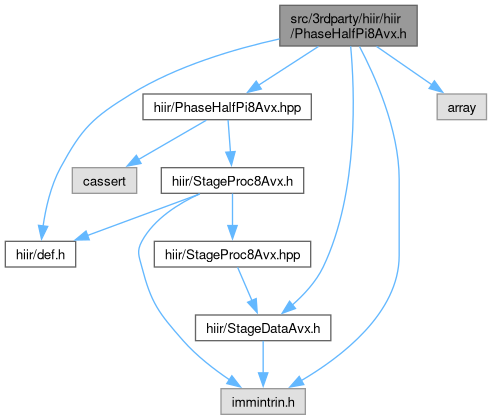 src/3rdparty/hiir/hiir
/PhaseHalfPi8Avx.h
hiir/PhaseHalfPi8Avx.hpp
array
cassert
hiir/StageProc8Avx.h
hiir/def.h
hiir/StageProc8Avx.hpp
hiir/StageDataAvx.h
immintrin.h